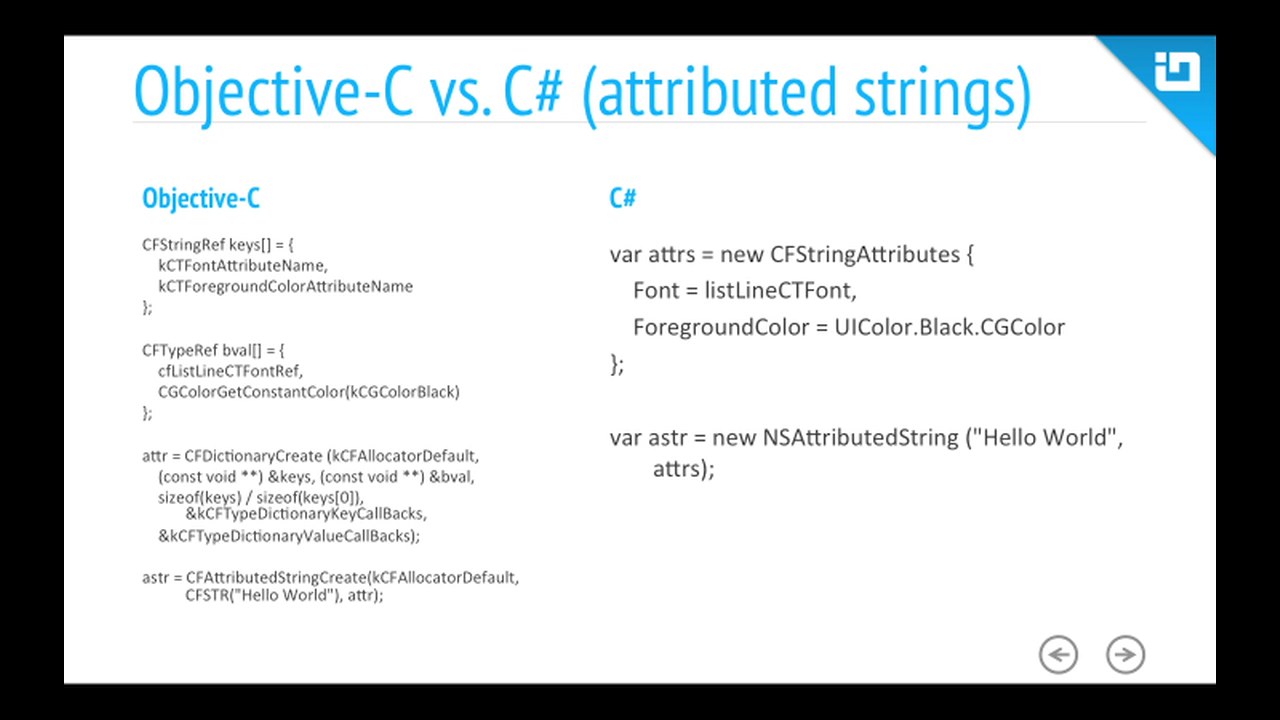 Objective-C vs. C# (attributed strings)
Objective-C
CFStringRef keys[] = {
kCTFontAttributeName,
kCTForegroundColorAttributeName
};
CFTypeRef bval[] = {
cfListLineCTFontRef,
CGColorGetConstantColor(kCGColorBlack)
};
attr = CFDictionaryCreate (kCFAllocatorDefault,
(const void **) &keys, (const void **) &bval,
sizeof(keys) / sizeof(keys[0]),
&kCFTypeDictionaryKeyCallBacks,
&kCFTypeDictionaryValueCallBacks);
astr = CFAttributedStringCreate(kCFAllocatorDefault,
CFSTR("Hello World"), attr);
C#
var attrs = new CFStringAttributes {
Font = listLineCTFont,
ForegroundColor = UIColor.Black.CGColor
};
var astr = new NSAttributedString ("Hello World",
attrs);